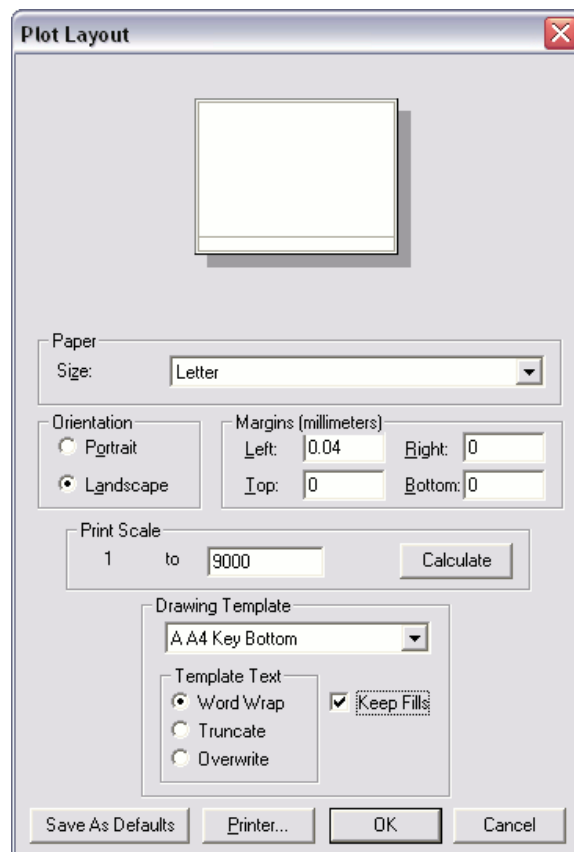 Plot Layout
Paper
Size: Letter
Orientation
Portrait
Landscape
Margins (millimeters)
Left: 0.04 Right: 0
Top: 0 Bottom: 0
Print Scale
1 to 9000 Calculate
Drawing Template
A A4 Key Bottom
Template Text
Word Wrap
Truncate
Overwrite
Keep Fills
Save As Defaults Printer... OK Cancel